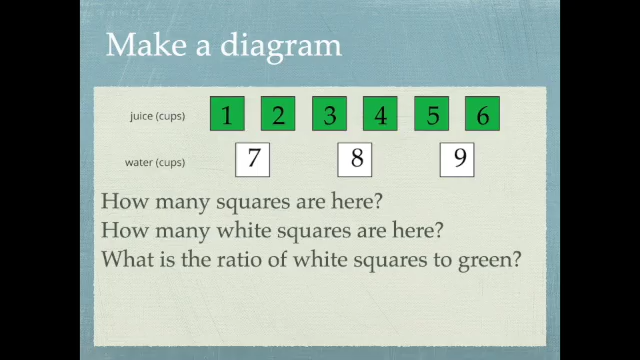 Make a diagram
juice (cups) 1 2 3 4 5 6
water (cups) 7 8 9
How many squares are here?
How many white squares are here?
What is the ratio of white squares to green?